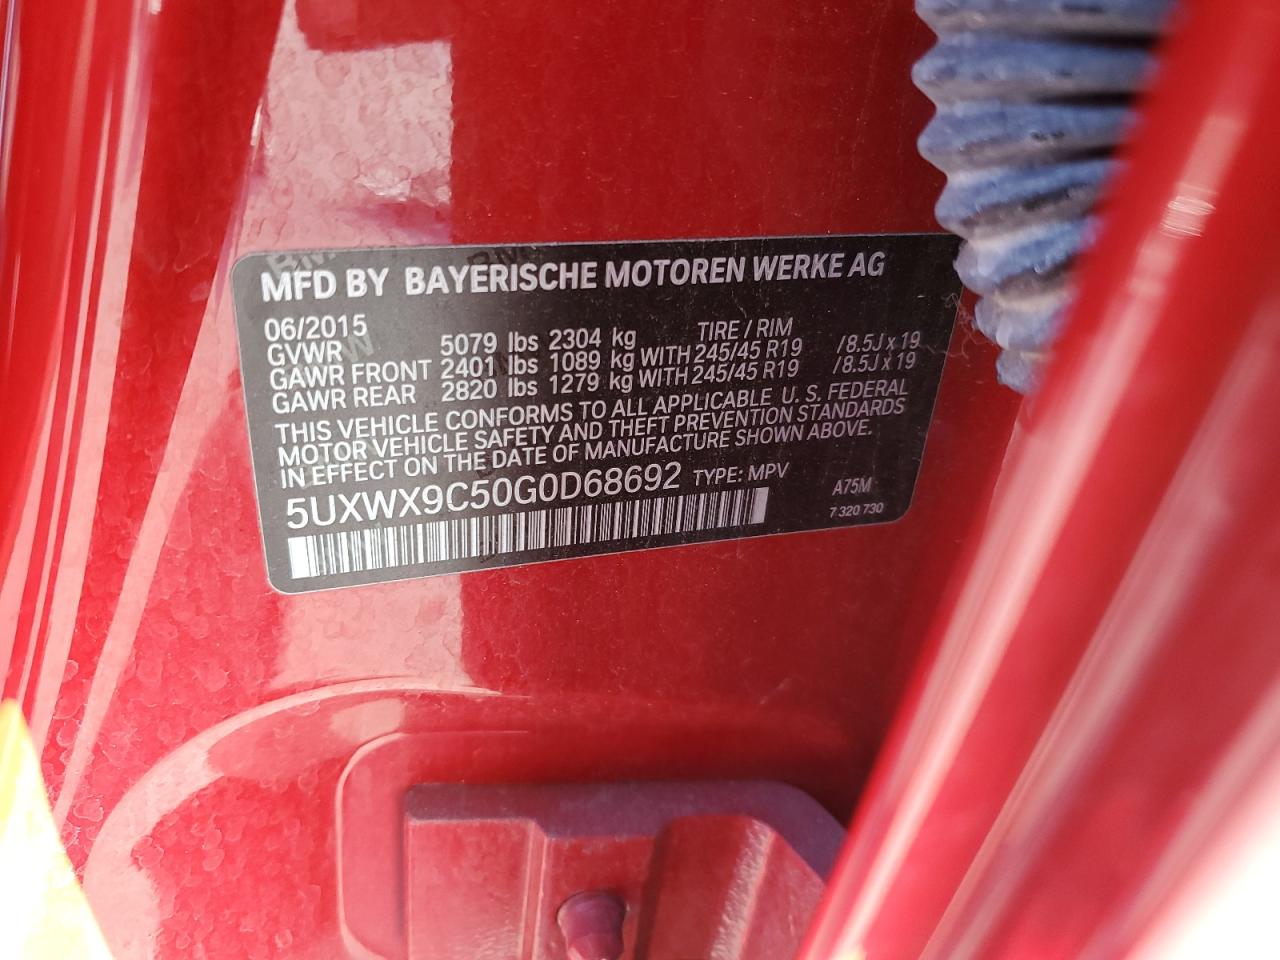 MFD BY BAYERISCHE MOTOREN WERKE AG
06/2015 TIRE / RIM
GVWR 5079 lbs 2304 kg
GAWR FRONT 2401 lbs 1089 kg WITH 245/45 R19 /8.5J x 19
GAWR REAR 2820 lbs 1279 kg WITH 245/45 R19 /8.5J x 19
THIS VEHICLE CONFORMS TO ALL APPLICABLE U. S. FEDERAL
MOTOR VEHICLE SAFETY AND THEFT PREVENTION STANDARDS
IN EFFECT ON THE DATE OF MANUFACTURE SHOWN ABOVE.
5UXWX9C50G0D68692 TYPE: MPV
A75M
7 320 730